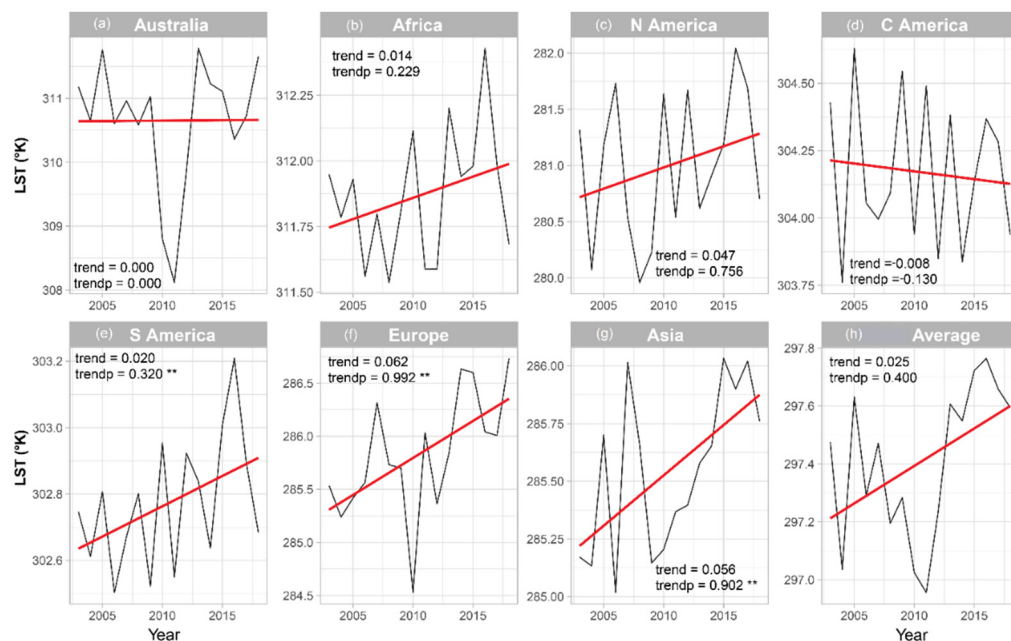 (a) Australia
(b) Africa
(c) N America
(d) C America
LST (°K)
311
310
309
308
trend = 0.000
trendp = 0.000
2005 2010 2015
312.25
312.00
311.75
311.50
trend = 0.014
trendp = 0.229
2005 2010 2015
282.0
281.5
281.0
280.5
280.0
trend = 0.047
trendp = 0.756
2005 2010 2015
304.50
304.25
304.00
303.75
trend =-0.008
trendp =-0.130
2005 2010 2015
(e) S America
(f) Europe
(g) Asia
(h) Average
LST (°K)
303.2
303.0
302.8
302.6
trend = 0.020
trendp = 0.320 **
2005 2010 2015
Year
286.5
286.0
285.5
285.0
284.5
trend = 0.062
trendp = 0.992 **
2005 2010 2015
Year
286.00
285.75
285.50
285.25
285.00
trend = 0.056
trendp = 0.902 **
2005 2010 2015
Year
297.8
297.6
297.4
297.2
297.0
trend = 0.025
trendp = 0.400
2005 2010 2015
Year